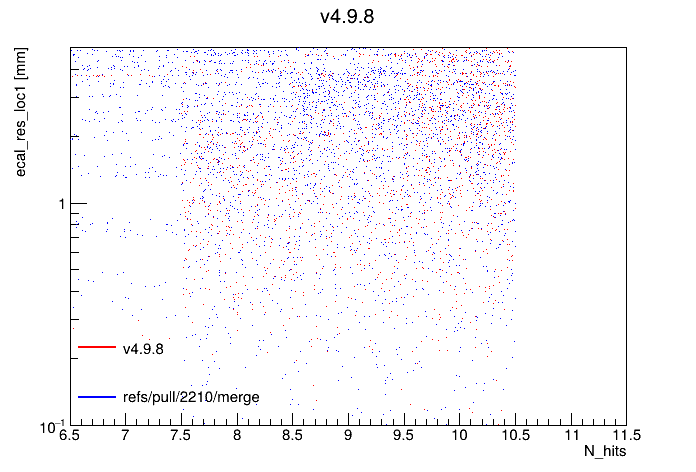 v4.9.8
ecal_res_loc1 [mm]
1
v4.9.8
refs/pull/2210/merge
10⁻¹
6.5 7 7.5 8 8.5 9 9.5 10 10.5 11 11.5
N_hits